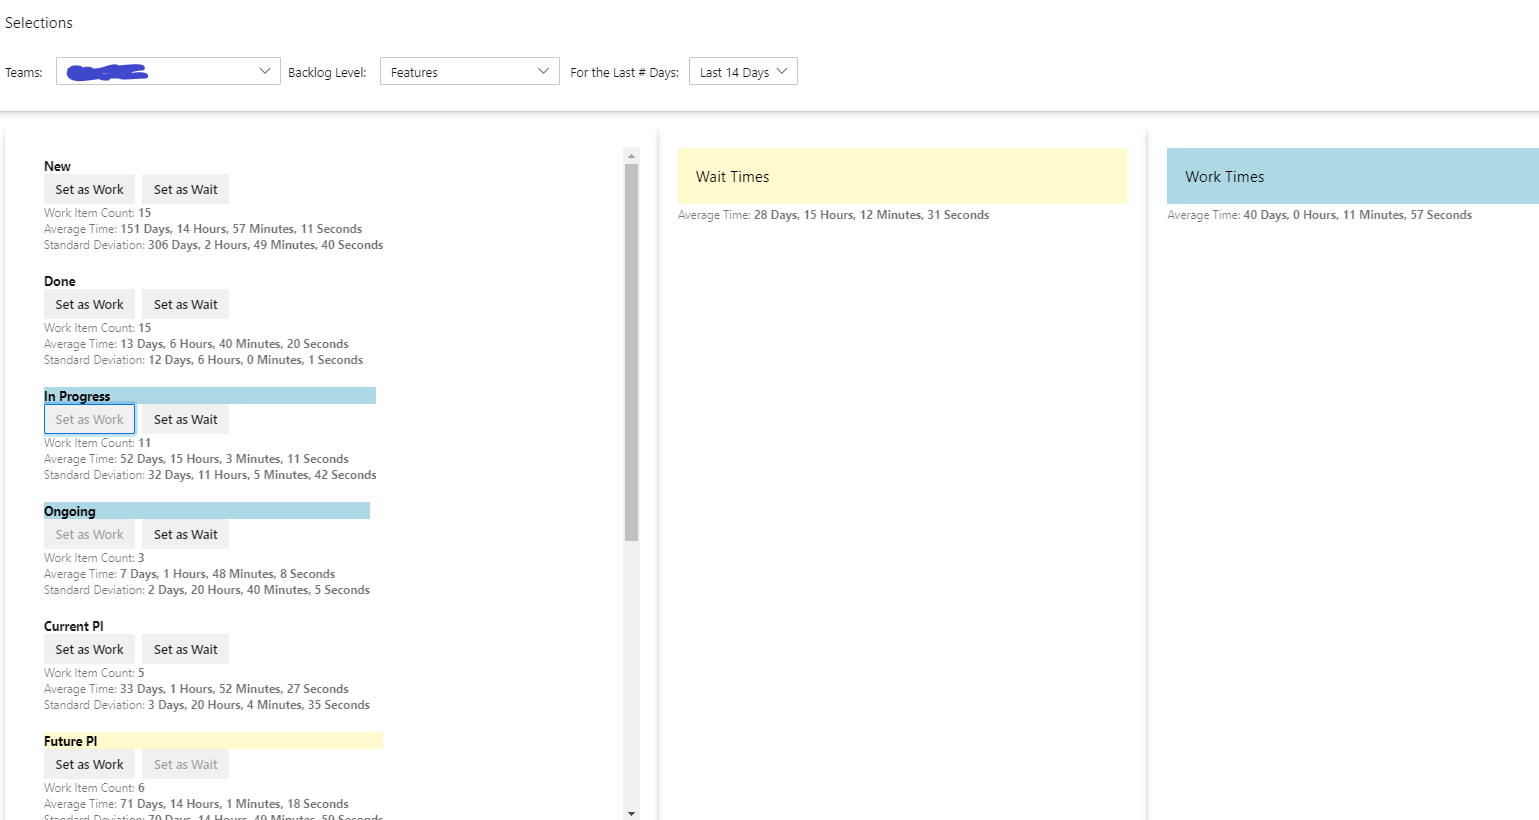 Selections
Teams:
Backlog Level: Features
For the Last # Days: Last 14 Days
New
Set as Work Set as Wait
Work Item Count: 15
Average Time: 151 Days, 14 Hours, 57 Minutes, 11 Seconds
Standard Deviation: 306 Days, 2 Hours, 49 Minutes, 40 Seconds
Done
Set as Work Set as Wait
Work Item Count: 15
Average Time: 13 Days, 6 Hours, 40 Minutes, 20 Seconds
Standard Deviation: 12 Days, 6 Hours, 0 Minutes, 1 Seconds
In Progress
Set as Work Set as Wait
Work Item Count: 11
Average Time: 52 Days, 15 Hours, 3 Minutes, 11 Seconds
Standard Deviation: 32 Days, 11 Hours, 5 Minutes, 42 Seconds
Ongoing
Set as Work Set as Wait
Work Item Count: 3
Average Time: 7 Days, 1 Hours, 48 Minutes, 8 Seconds
Standard Deviation: 2 Days, 20 Hours, 40 Minutes, 5 Seconds
Current PI
Set as Work Set as Wait
Work Item Count: 5
Average Time: 33 Days, 1 Hours, 52 Minutes, 27 Seconds
Standard Deviation: 3 Days, 20 Hours, 4 Minutes, 35 Seconds
Future PI
Set as Work Set as Wait
Work Item Count: 6
Average Time: 71 Days, 14 Hours, 1 Minutes, 18 Seconds
Standard Deviation: 70 Days, 14 Hours, 49 Minutes, 59 Seconds
Wait Times
Average Time: 28 Days, 15 Hours, 12 Minutes, 31 Seconds
Work Times
Average Time: 40 Days, 0 Hours, 11 Minutes, 57 Seconds